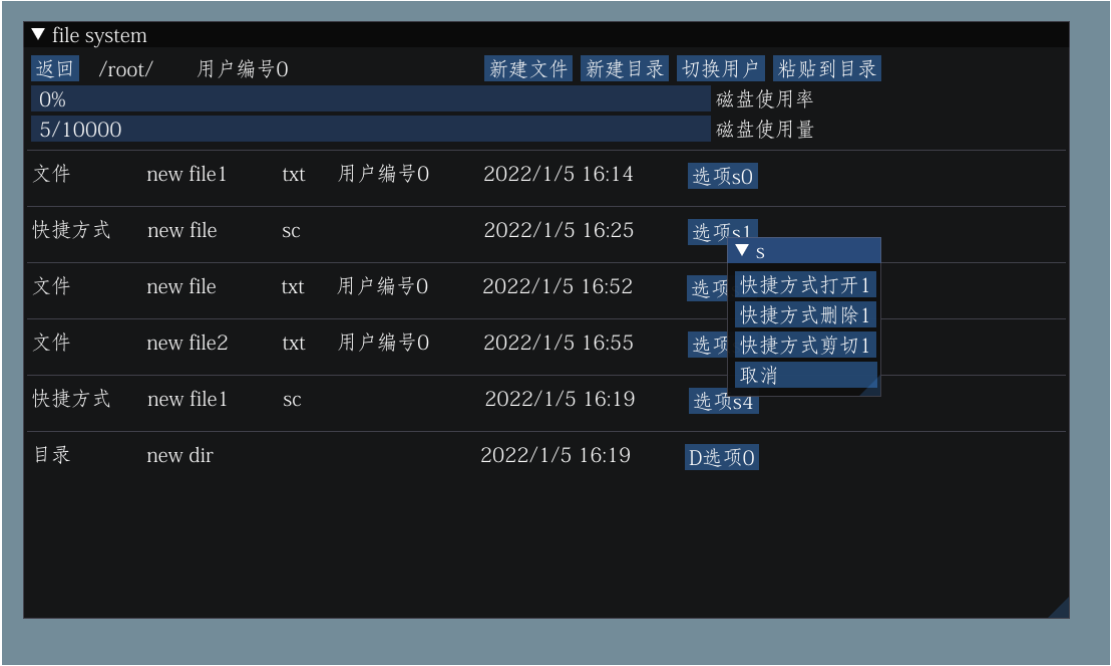 ▼ file system
返回 /root/ 用户编号0 新建文件 新建目录 切换用户 粘贴到目录
0% 磁盘使用率
5/10000 磁盘使用量
文件 new file1 txt 用户编号0 2022/1/5 16:14 选项s0
快捷方式 new file sc 2022/1/5 16:25 选项s1
▼ s
文件 new file txt 用户编号0 2022/1/5 16:52 选项 快捷方式打开1
快捷方式删除1
文件 new file2 txt 用户编号0 2022/1/5 16:55 选项 快捷方式剪切1
取消
快捷方式 new file1 sc 2022/1/5 16:19 选项s4
目录 new dir 2022/1/5 16:19 D选项0